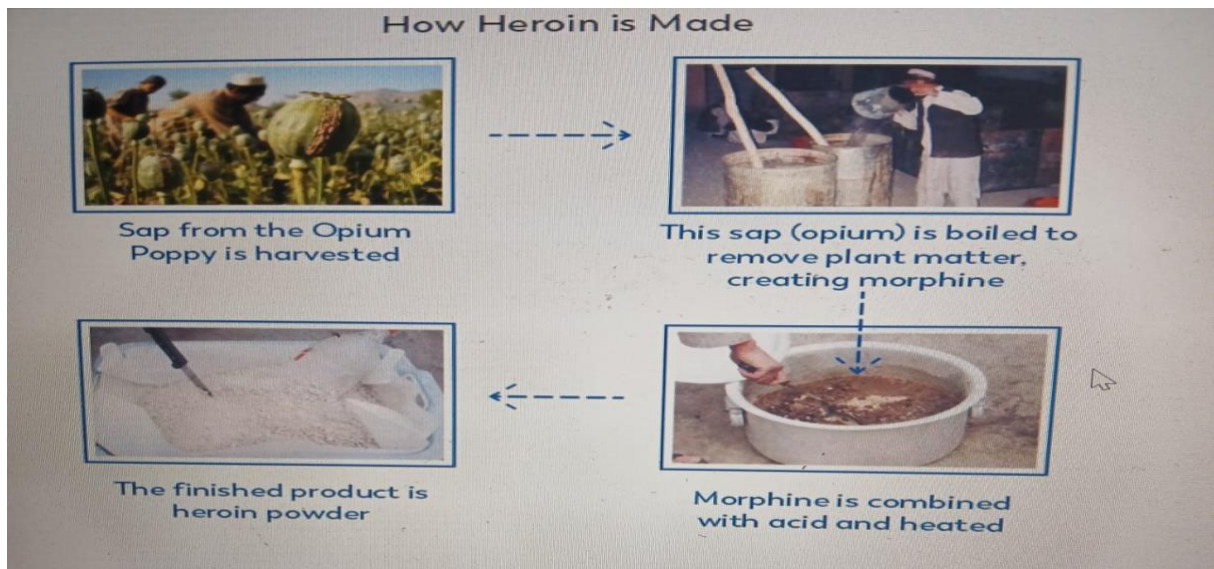 How Heroin is Made
Sap from the Opium
Poppy is harvested
This sap (opium) is boiled to
remove plant matter,
creating morphine
Morphine is combined
with acid and heated
The finished product is
heroin powder